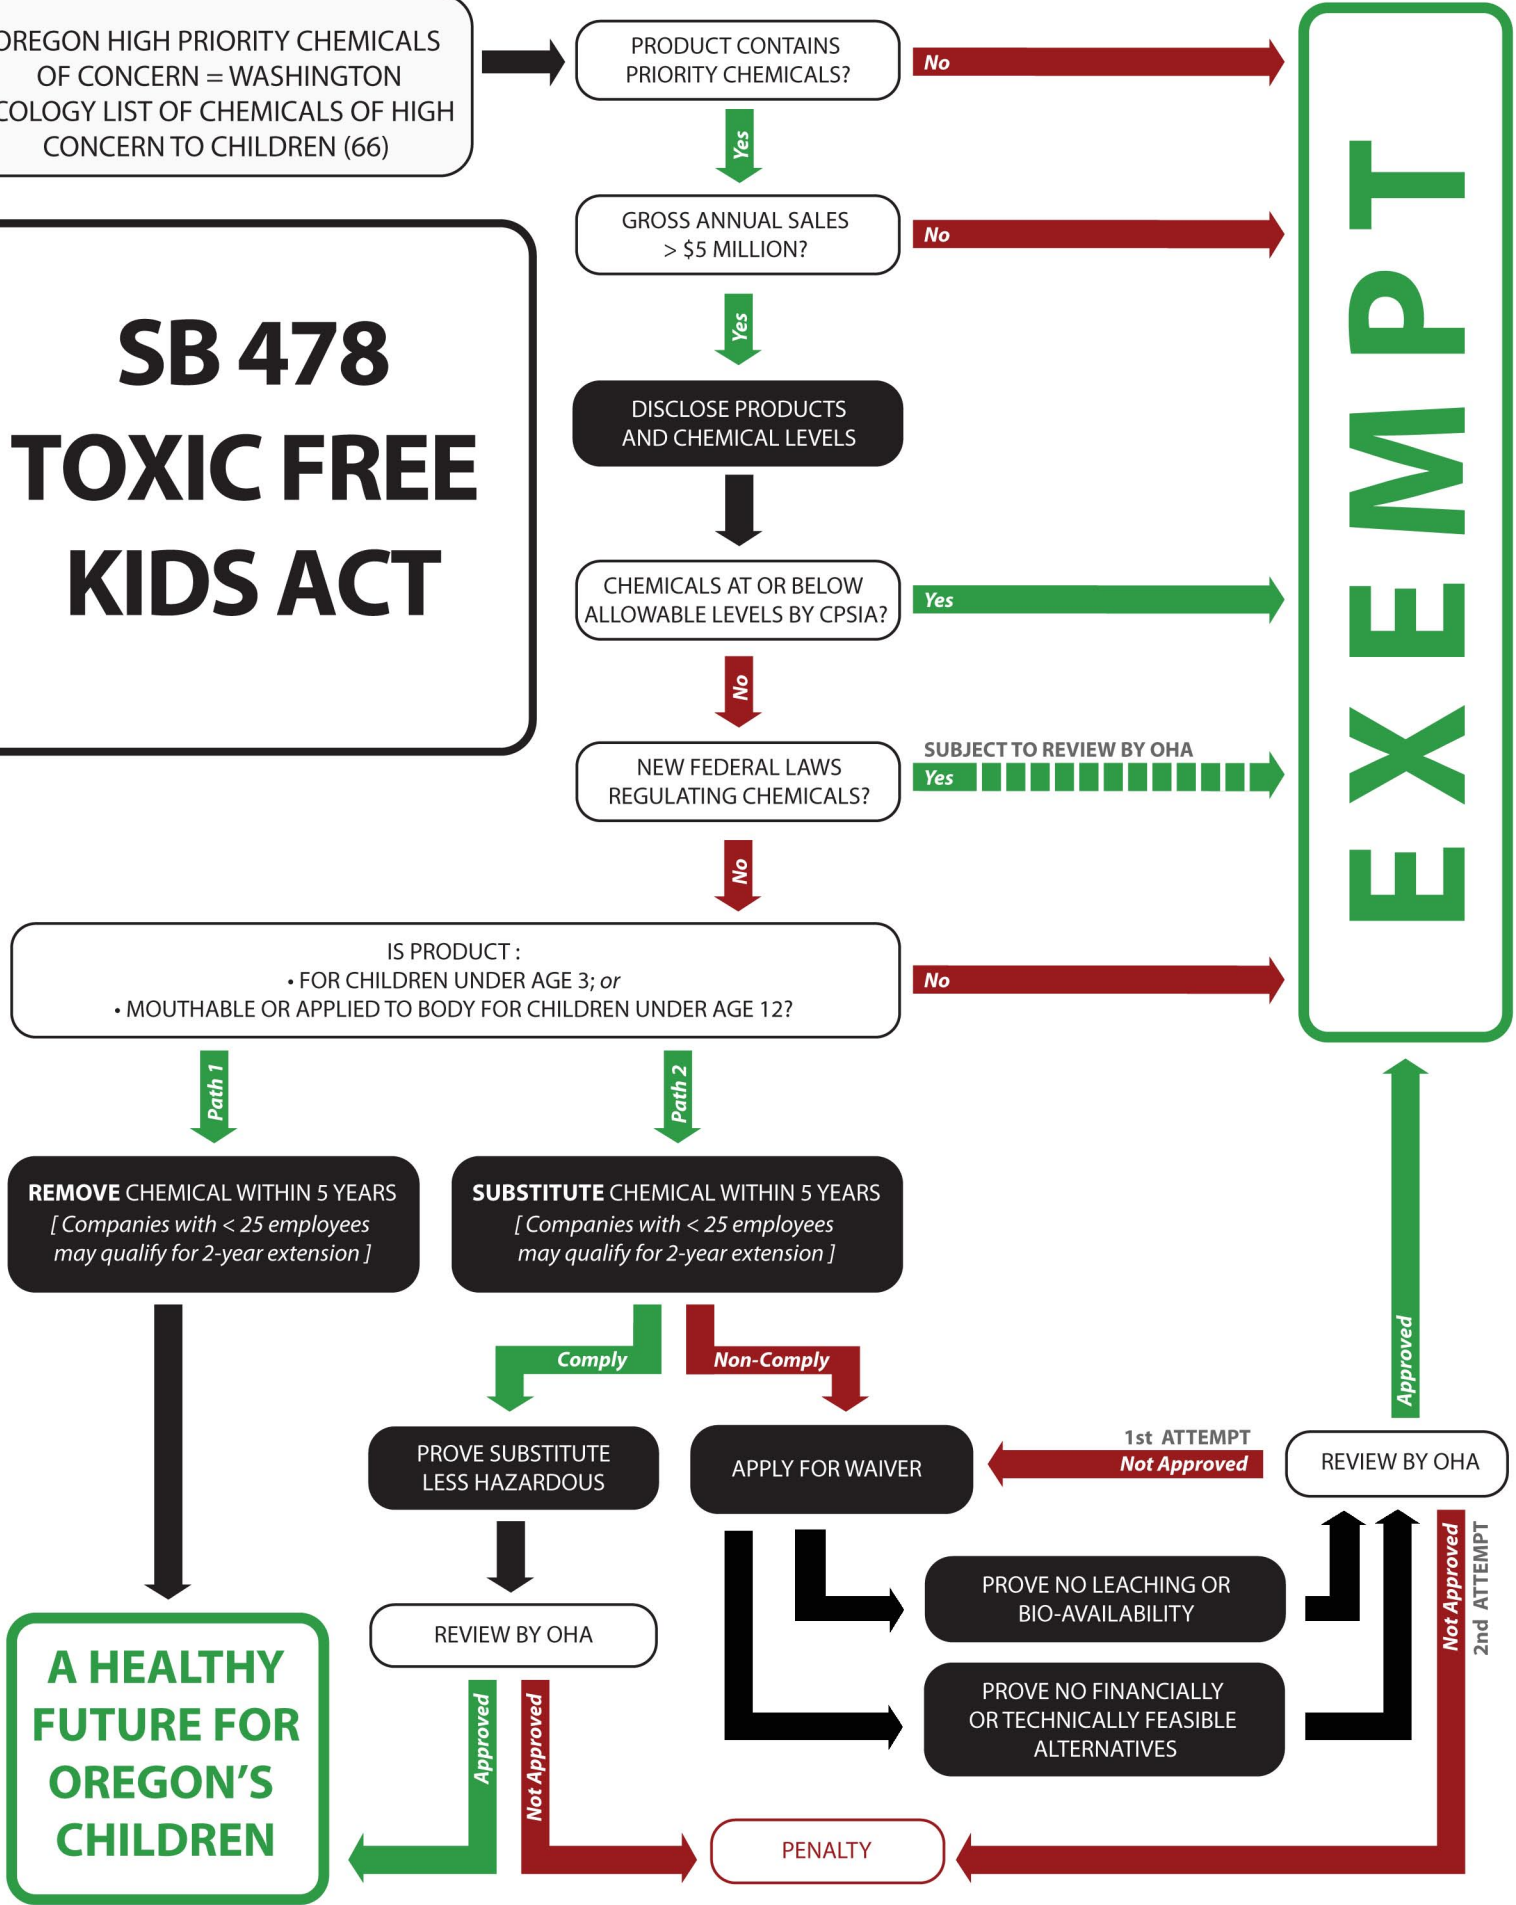 OREGON HIGH PRIORITY CHEMICALS
OF CONCERN = WASHINGTON
COLOGY LIST OF CHEMICALS OF HIGH
CONCERN TO CHILDREN (66)
PRODUCT CONTAINS
PRIORITY CHEMICALS?
No
Yes
GROSS ANNUAL SALES
> $5 MILLION?
No
Yes
SB 478
TOXIC FREE
KIDS ACT
DISCLOSE PRODUCTS
AND CHEMICAL LEVELS
CHEMICALS AT OR BELOW
ALLOWABLE LEVELS BY CPSIA?
Yes
No
NEW FEDERAL LAWS
REGULATING CHEMICALS?
SUBJECT TO REVIEW BY OHA
Yes
No
EXEMPT
IS PRODUCT :
• FOR CHILDREN UNDER AGE 3; or
• MOUTHABLE OR APPLIED TO BODY FOR CHILDREN UNDER AGE 12?
No
Path 1
Path 2
REMOVE CHEMICAL WITHIN 5 YEARS
[ Companies with < 25 employees
may qualify for 2-year extension ]
SUBSTITUTE CHEMICAL WITHIN 5 YEARS
[ Companies with < 25 employees
may qualify for 2-year extension ]
Comply
Non-Comply
Approved
PROVE SUBSTITUTE
LESS HAZARDOUS
APPLY FOR WAIVER
1st ATTEMPT
Not Approved
REVIEW BY OHA
Not Approved
2nd ATTEMPT
PROVE NO LEACHING OR
BIO-AVAILABILITY
REVIEW BY OHA
PROVE NO FINANCIALLY
OR TECHNICALLY FEASIBLE
ALTERNATIVES
Approved
Not Approved
A HEALTHY
FUTURE FOR
OREGON'S
CHILDREN
PENALTY